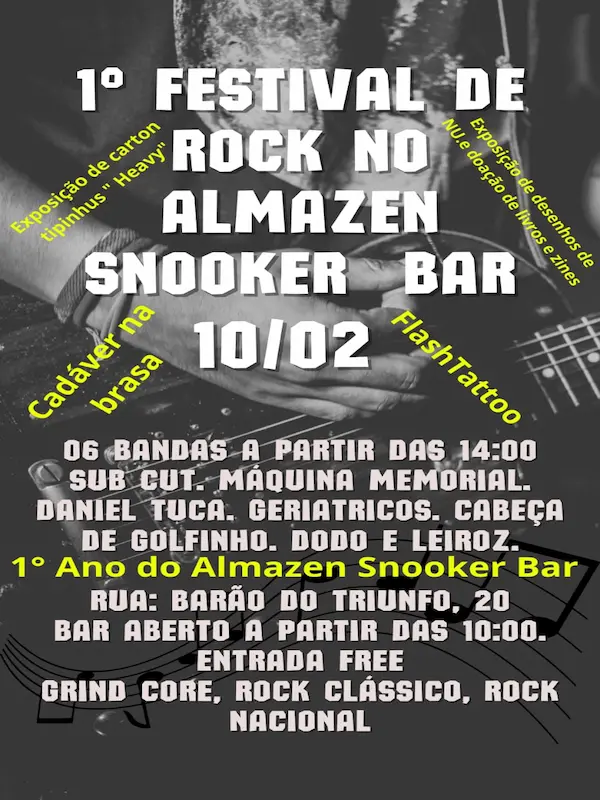 1º FESTIVAL DE
ROCK NO
ALMAZEN
SNOOKER BAR
10/02
Exposição de carton
tipinhus " Heavy"
Exposição de desenhos de
NU.e doação de livros e zines
Cadáver na
brasa
FlashTattoo
06 BANDAS A PARTIR DAS 14:00
SUB CUT. MÁQUINA MEMORIAL.
DANIEL TUCA. GERIATRICOS. CABEÇA
DE GOLFINHO. DODO E LEIROZ.
1° Ano do Almazen Snooker Bar
RUA: BARÃO DO TRIUNFO, 20
BAR ABERTO A PARTIR DAS 10:00.
ENTRADA FREE
GRIND CORE, ROCK CLÁSSICO, ROCK
NACIONAL